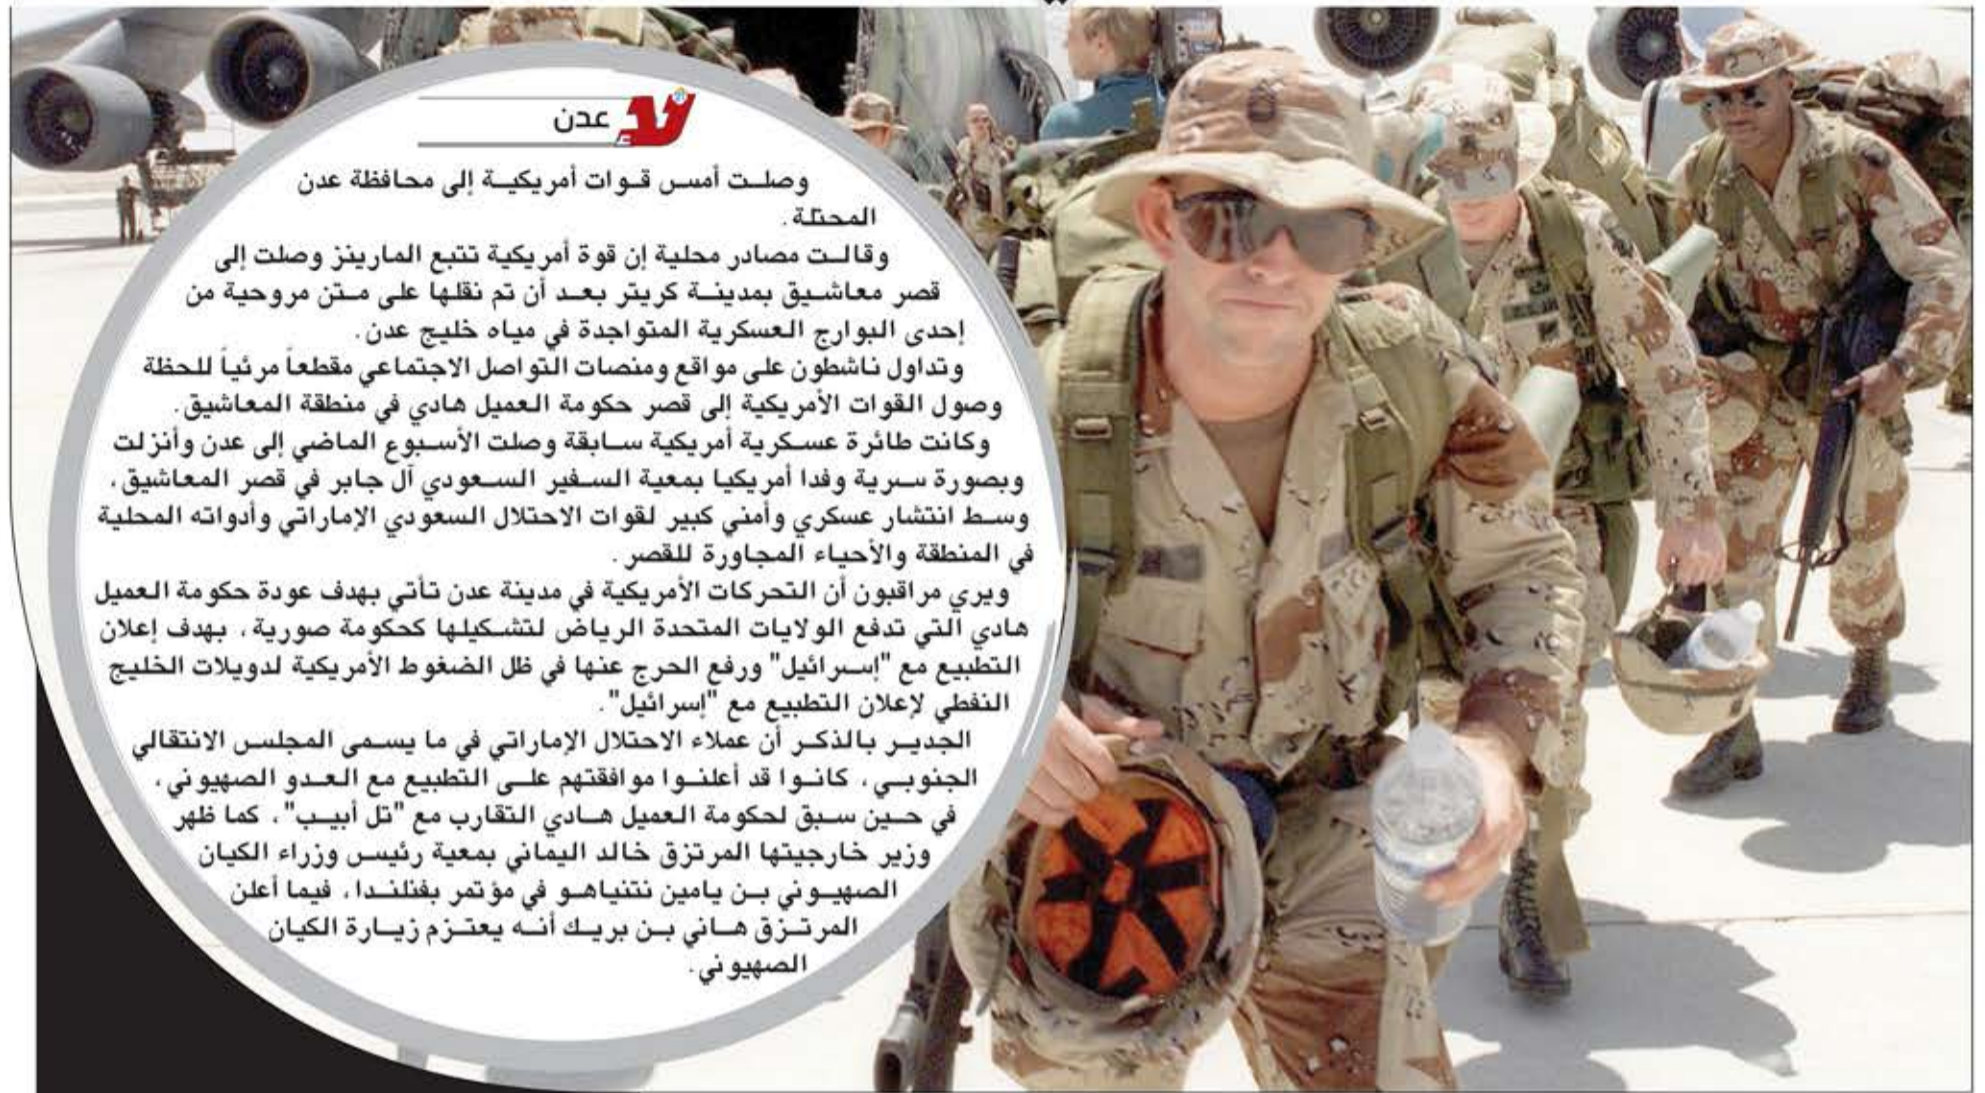 عدن
وصلت أمس قوات أمريكية إلى محافظة عدن
المحتلة.
وقالت مصادر محلية إن قوة أمريكية تتبع المارينز وصلت إلى
قصر معاشيق بمدينة كريتر بعد أن تم نقلها على متن مروحية من
إحدى البوارج العسكرية المتواجدة في مياه خليج عدن.
وتداول ناشطون على مواقع ومنصات التواصل الاجتماعي مقطعاً مرئياً للحظة
وصول القوات الأمريكية إلى قصر حكومة العميل هادي في منطقة المعاشيق.
وكانت طائرة عسكرية أمريكية سابقة وصلت الأسبوع الماضي إلى عدن وأنزلت
وبصورة سرية وفدا أمريكيا بمعية السفير السعودي آل جابر في قصر المعاشيق،
وسط انتشار عسكري وأمني كبير لقوات الاحتلال السعودي الإماراتي وأدواته المحلية
في المنطقة والأحياء المجاورة للقصر.
ويري مراقبون أن التحركات الأمريكية في مدينة عدن تأتي بهدف عودة حكومة العميل
هادي التي تدفع الولايات المتحدة الرياض لتشكيلها كحكومة صورية، بهدف إعلان
التطبيع مع "إسرائيل" ورفع الحرج عنها في ظل الضغوط الأمريكية لدويلات الخليج
النفطي لإعلان التطبيع مع "إسرائيل".
الجدير بالذكر أن عملاء الاحتلال الإماراتي في ما يسمى المجلس الانتقالي
الجنوبي، كانوا قد أعلنوا موافقتهم على التطبيع مع العدو الصهيوني،
في حين سبق لحكومة العميل هادي التقارب مع "تل أبيب"، كما ظهر
وزير خارجيتها المرتزق خالد اليماني بمعية رئيس وزراء الكيان
الصهيوني بن يامين نتنياهو في مؤتمر بفنلندا، فيما أعلن
المرتزق هاني بن بريك أنه يعتزم زيارة الكيان
الصهيوني.